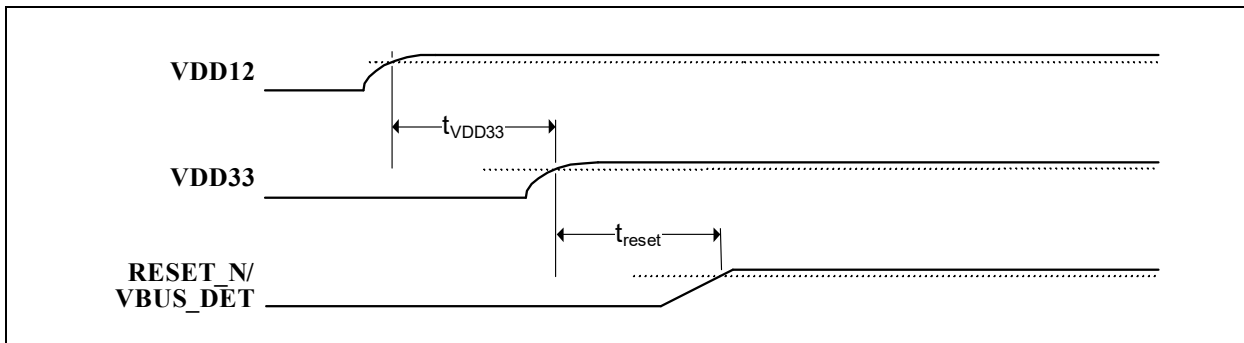 VDD12
tVDD33
VDD33
treset
RESET_N/
VBUS_DET